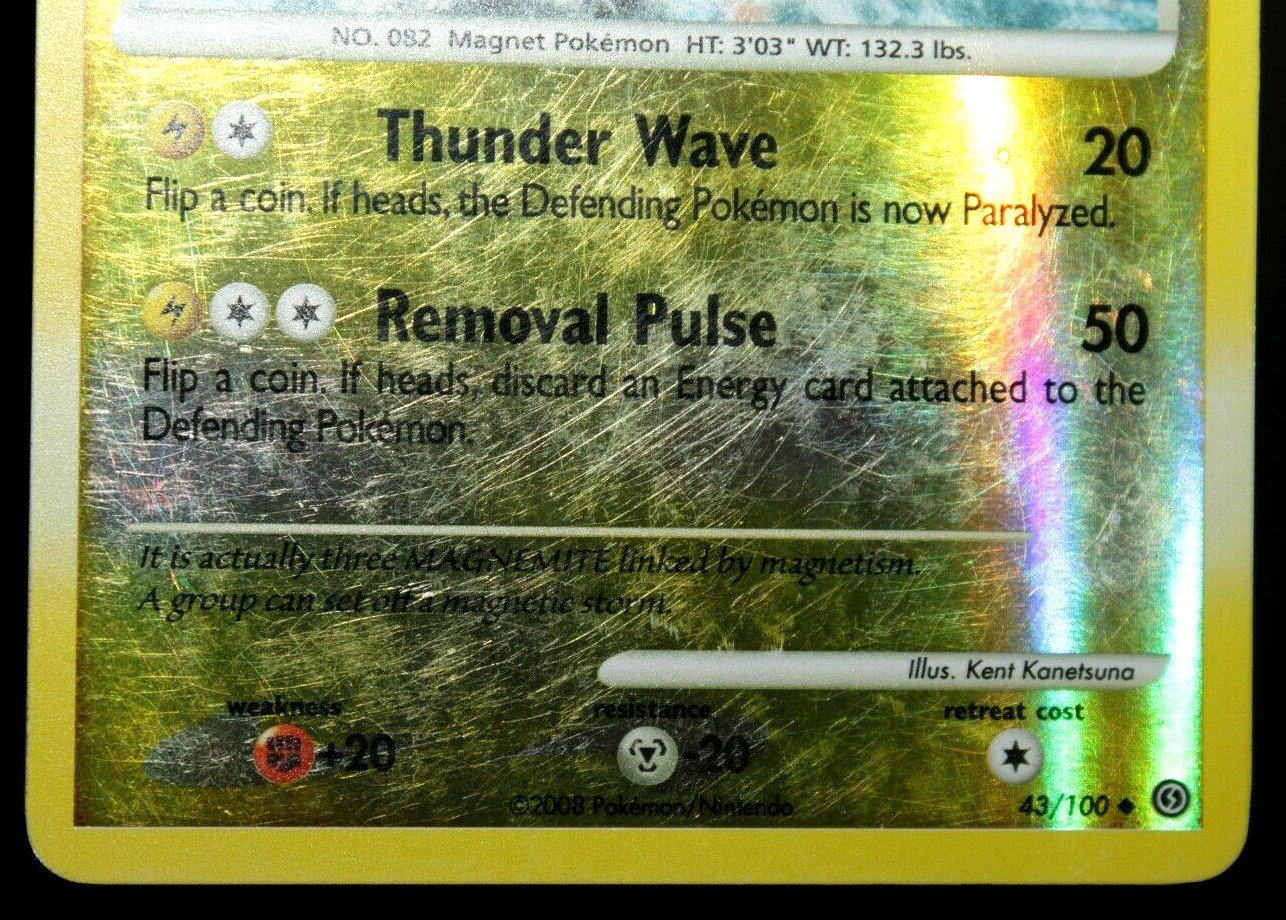 NO. 082 Magnet Pokémon HT: 3'03" WT: 132.3 lbs.
Thunder Wave 20
Flip a coin. If heads, the Defending Pokémon is now Paralyzed.
Removal Pulse 50
Flip a coin. If heads, discard an Energy card attached to the
Defending Pokémon.
It is actually three MAGNEMITE linked by magnetism.
A group can set off a magnetic storm.
Illus. Kent Kanetsuna
weakness resistance retreat cost
+20 -20
©2008 Pokémon/Nintendo 43/100